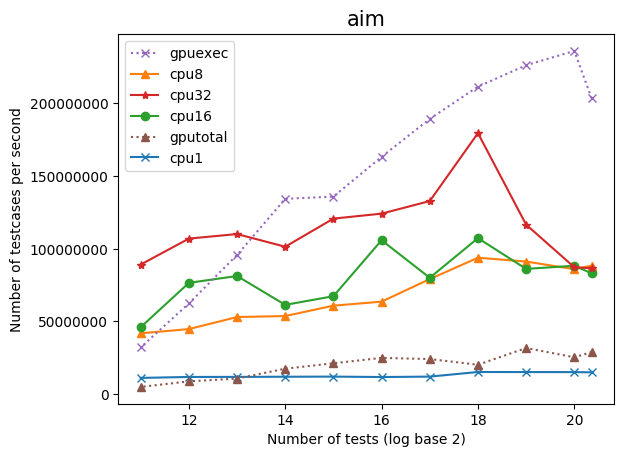 aim
gpuexec
cpu8
cpu32
cpu16
gputotal
cpu1
Number of testcases per second
200000000
150000000
100000000
50000000
0
12 14 16 18 20
Number of tests (log base 2)